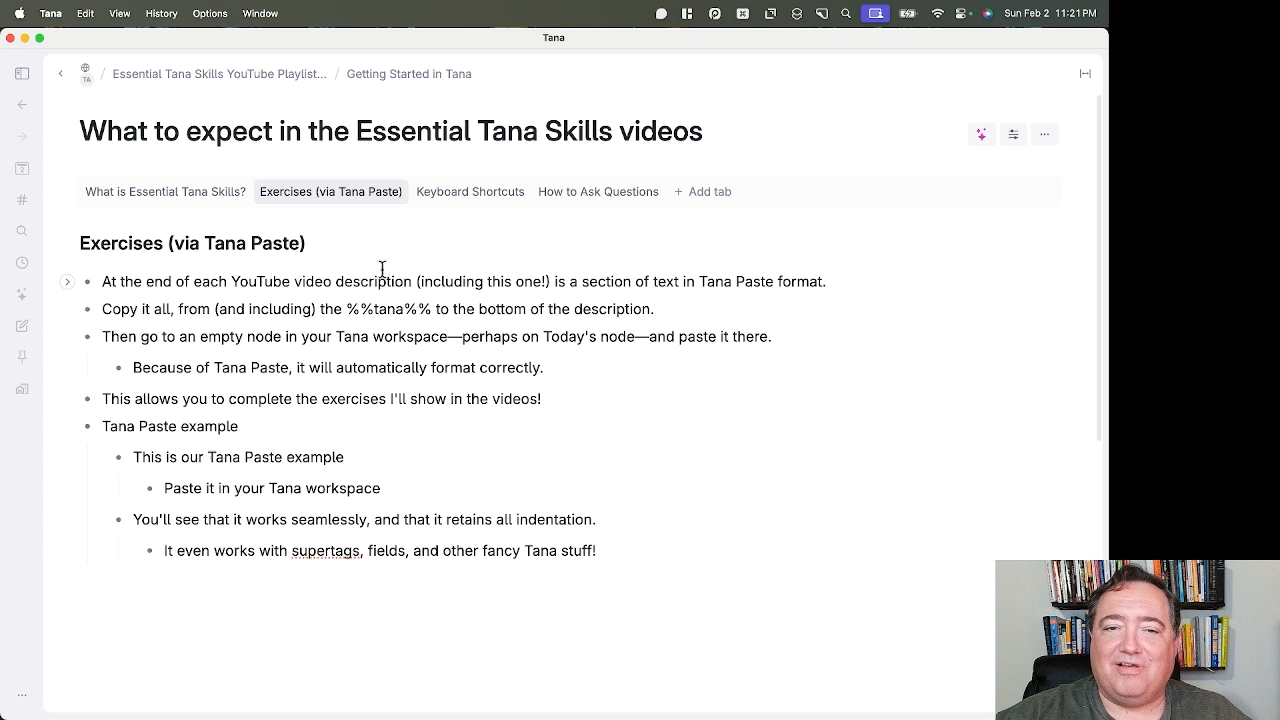 Tana File Edit View History Options Window Sun Feb 2 11:21 PM
Tana
TA / Essential Tana Skills YouTube Playlist... / Getting Started in Tana
What to expect in the Essential Tana Skills videos
What is Essential Tana Skills? Exercises (via Tana Paste) Keyboard Shortcuts How to Ask Questions + Add tab
Exercises (via Tana Paste)
At the end of each YouTube video description (including this one!) is a section of text in Tana Paste format.
Copy it all, from (and including) the %%tana%% to the bottom of the description.
Then go to an empty node in your Tana workspace—perhaps on Today's node—and paste it there.
Because of Tana Paste, it will automatically format correctly.
This allows you to complete the exercises I'll show in the videos!
Tana Paste example
This is our Tana Paste example
Paste it in your Tana workspace
You'll see that it works seamlessly, and that it retains all indentation.
It even works with supertags, fields, and other fancy Tana stuff!